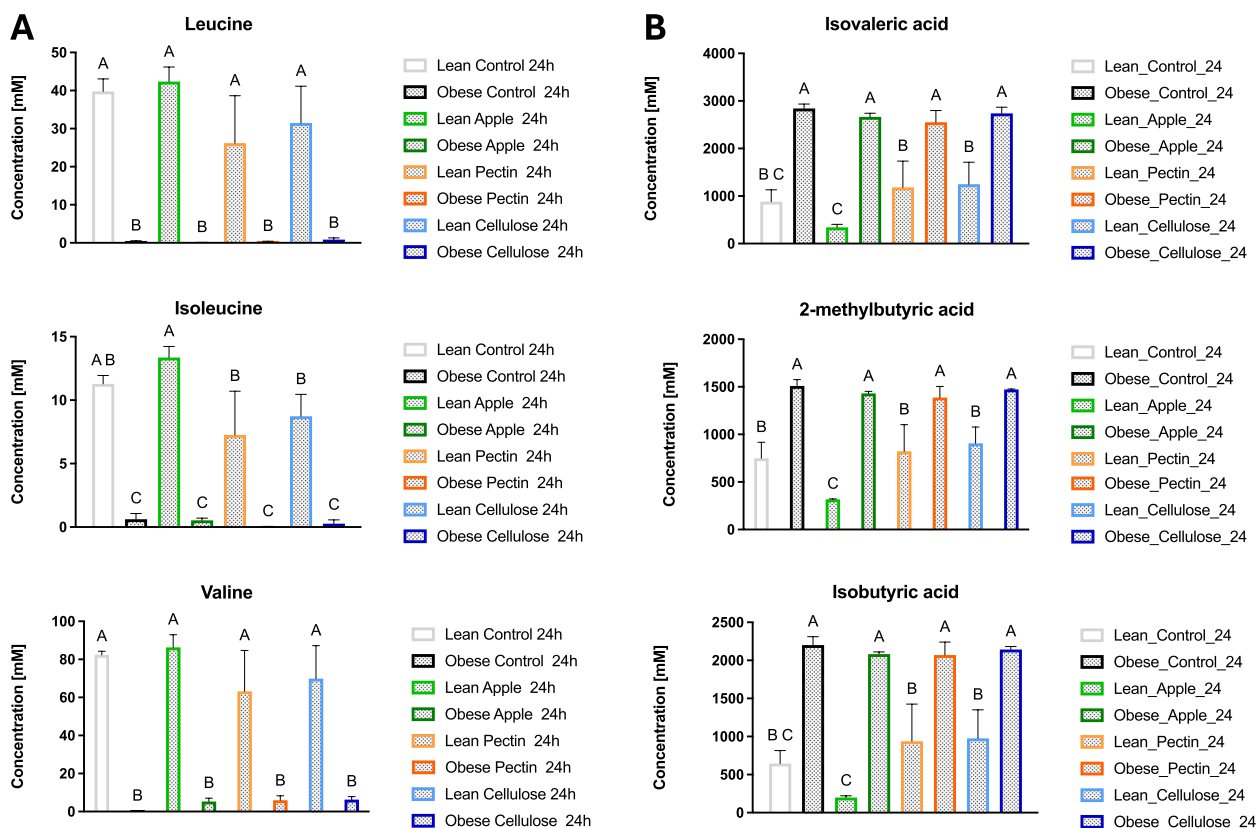 A
Leucine
Concentration [mM]
50
40
30
20
10
0
A
B
A
B
A
B
A
B
Lean Control 24h
Obese Control 24h
Lean Apple 24h
Obese Apple 24h
Lean Pectin 24h
Obese Pectin 24h
Lean Cellulose 24h
Obese Cellulose 24h
Isoleucine
Concentration [mM]
15
10
5
0
A B
C
A
C
B
C
B
C
Lean Control 24h
Obese Control 24h
Lean Apple 24h
Obese Apple 24h
Lean Pectin 24h
Obese Pectin 24h
Lean Cellulose 24h
Obese Cellulose 24h
Valine
Concentration [mM]
100
80
60
40
20
0
A
B
A
B
A
B
A
B
Lean Control 24h
Obese Control 24h
Lean Apple 24h
Obese Apple 24h
Lean Pectin 24h
Obese Pectin 24h
Lean Cellulose 24h
Obese Cellulose 24h
B
Isovaleric acid
Concentration [mM]
4000
3000
2000
1000
0
B C
A
C
A
B
A
B
A
Lean_Control_24
Obese_Control_24
Lean_Apple_24
Obese_Apple_24
Lean_Pectin_24
Obese_Pectin_24
Lean_Cellulose_24
Obese_Cellulose_24
2-methylbutyric acid
Concentration [mM]
2000
1500
1000
500
0
B
A
C
A
B
A
B
A
Lean_Control_24
Obese_Control_24
Lean_Apple_24
Obese_Apple_24
Lean_Pectin_24
Obese_Pectin_24
Lean_Cellulose_24
Obese_Cellulose_24
Isobutyric acid
Concentration [mM]
2500
2000
1500
1000
500
0
B C
A
C
A
B
A
B
A
Lean_Control_24
Obese_Control_24
Lean_Apple_24
Obese_Apple_24
Lean_Pectin_24
Obese_Pectin_24
Lean_Cellulose_24
Obese_Cellulose_24